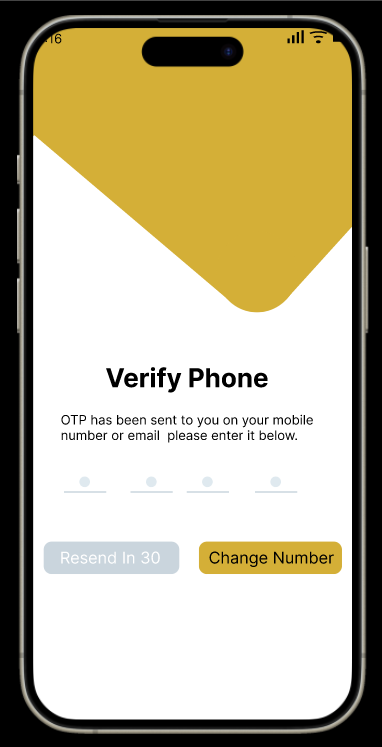 Verify Phone
OTP has been sent to you on your mobile
number or email  please enter it below.
Resend In 30
Change Number